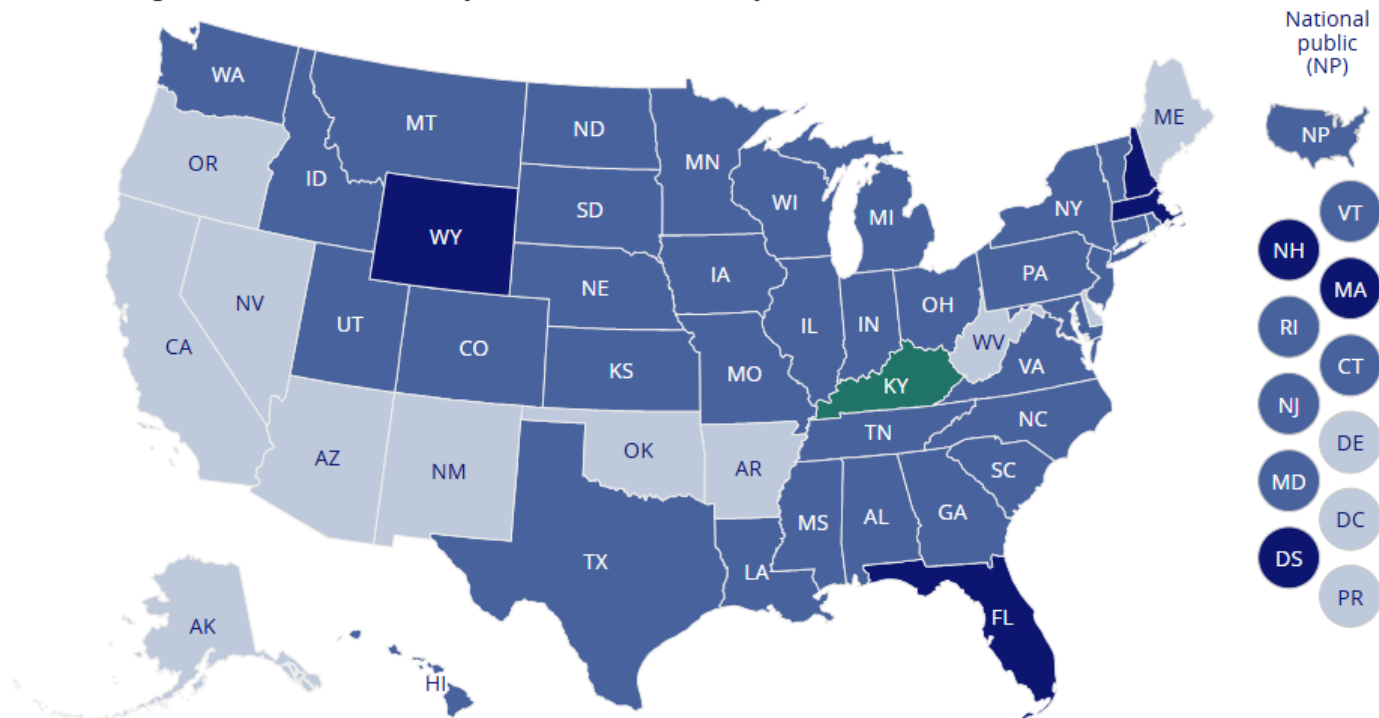 National
public
(NP)
NP
WA
MT
ND
MN
ME
OR
ID
SD
WI
MI
NY
VT
WY
NH
IA
PA
MA
NE
NV
UT
CO
IL
IN
OH
RI
CA
KS
MO
WV
VA
CT
KY
NJ
TN
NC
DE
AZ
NM
OK
AR
SC
MD
MS
AL
GA
DC
TX
LA
DS
PR
AK
FL
HI